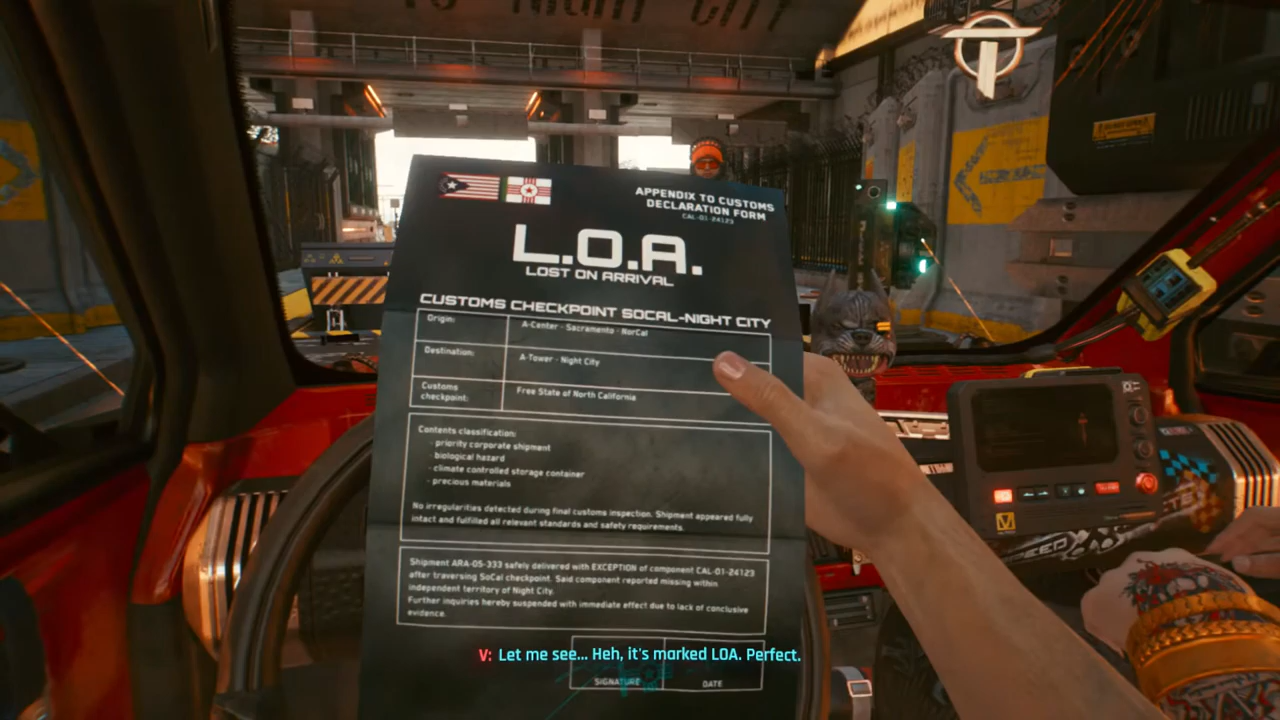 TO NIGHT CITY
APPENDIX TO CUSTOMS
DECLARATION FORM
CAL-01-24123
L.O.A.
LOST ON ARRIVAL
CUSTOMS CHECKPOINT SOCAL-NIGHT CITY
Origin:
A-Center - Sacramento - NorCal
Destination:
A-Tower - Night City
Customs
checkpoint:
Free State of North California
Contents classification:
- priority corporate shipment
- biological hazard
- climate controlled storage container
- precious materials
No irregularities detected during final customs inspection. Shipment appeared fully
intact and fulfilled all relevant standards and safety requirements.
Shipment ARA-05-333 safely delivered with EXCEPTION of component CAL-01-24123
after traversing SoCal checkpoint. Said component reported missing within
independent territory of Night City.
Further inquiries hereby suspended with immediate effect due to lack of conclusive
evidence.
V: Let me see... Heh, it's marked LOA. Perfect.
SIGNATURE
DATE